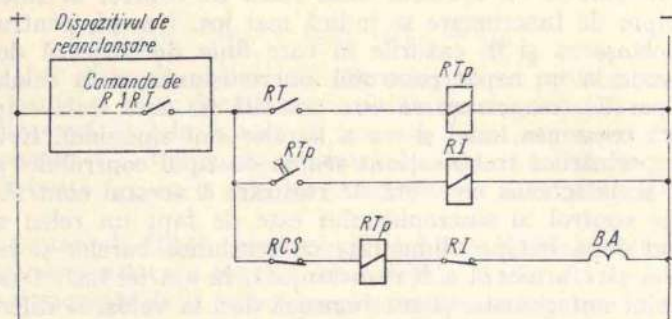 Dispozitivul de
reanclanșare
Comanda de
RART
RT
RTp
RTp
RI
RCS
RTp
RI
BA